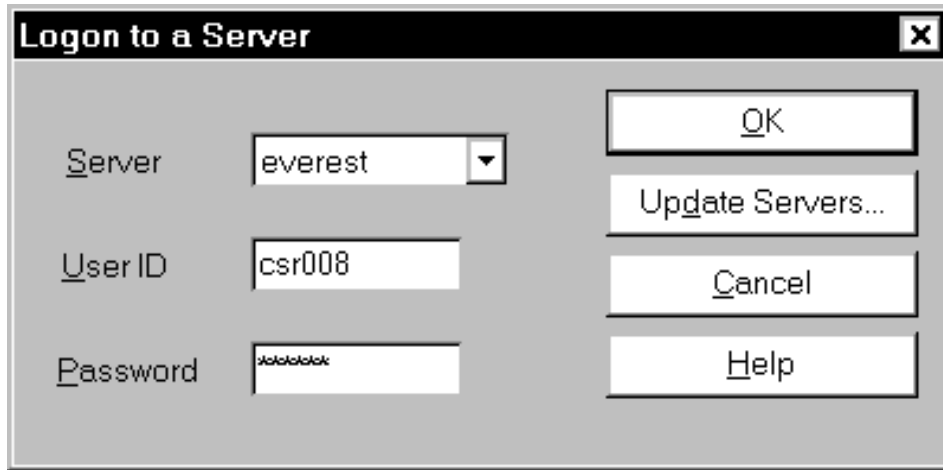 Logon to a Server
Server
everest
User ID
csr008
Password
*******
OK
Update Servers...
Cancel
Help